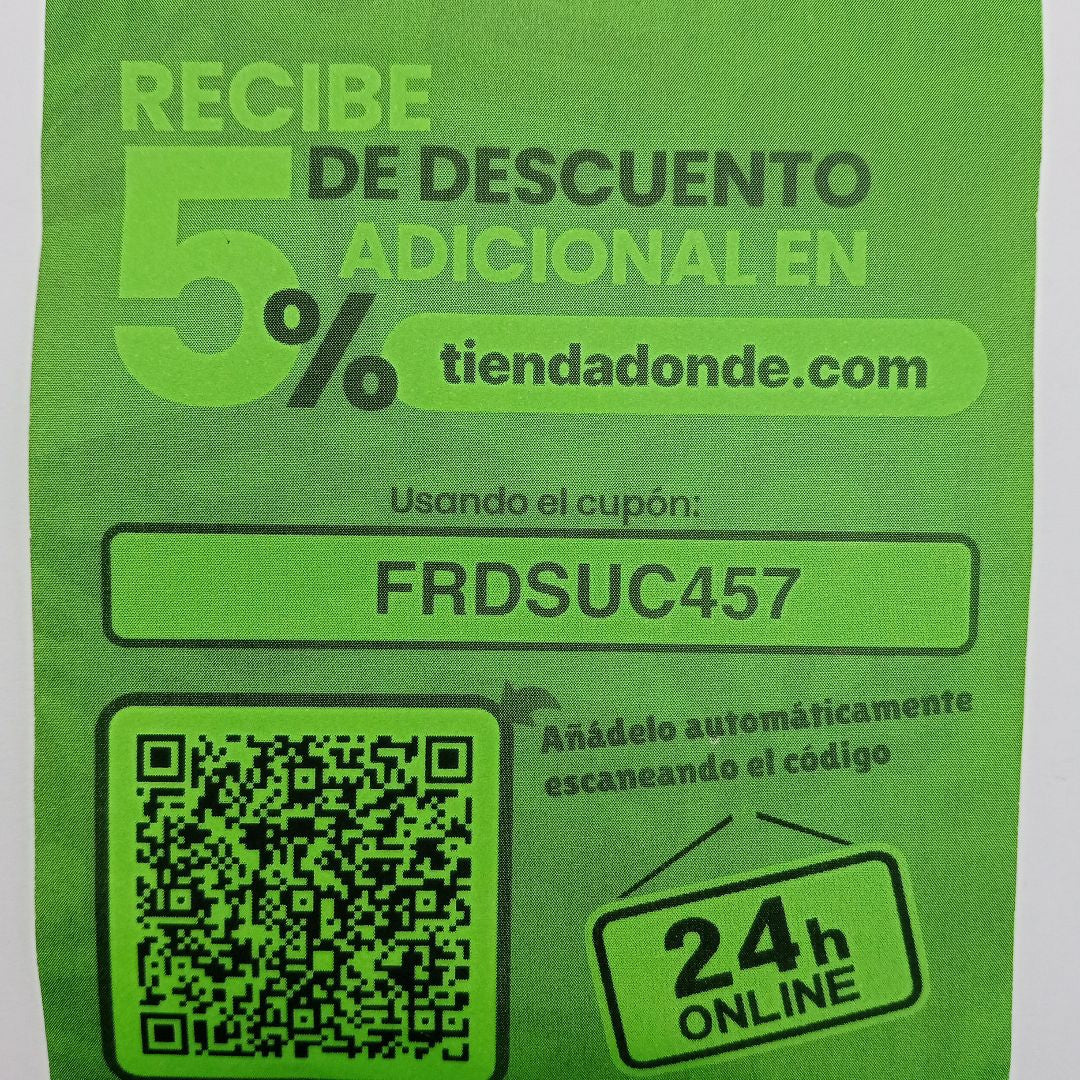 RECIBE
5% DE DESCUENTO
ADICIONAL EN
tiendadonde.com
Usando el cupón:
FRDSUC457
Añádelo automáticamente
escaneando el código
24h
ONLINE